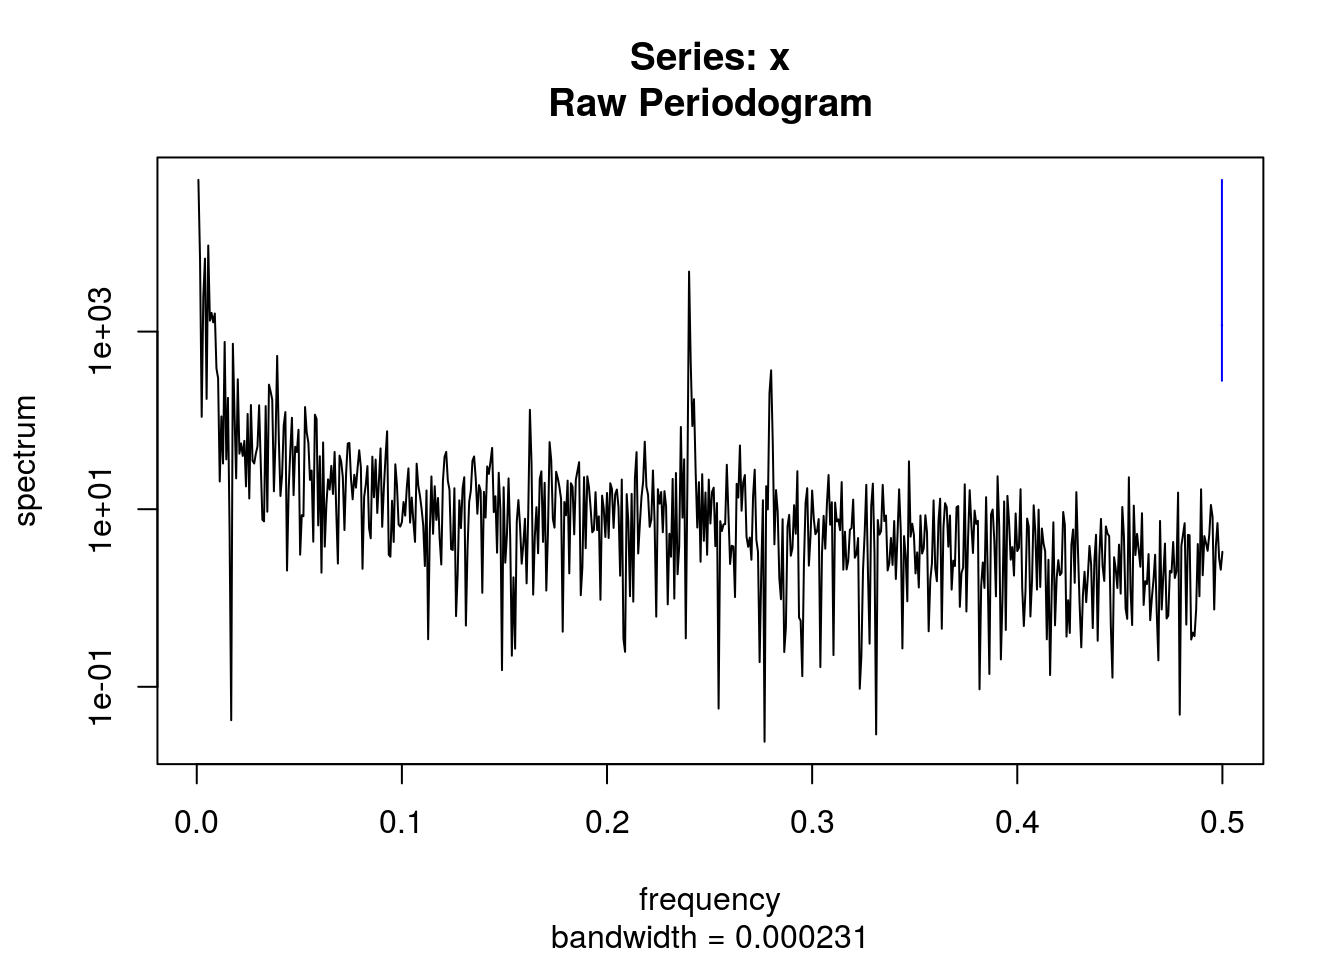 Series: x
Raw Periodogram
spectrum
1e+03
1e+01
1e-01
0.0 0.1 0.2 0.3 0.4 0.5
frequency
bandwidth = 0.000231